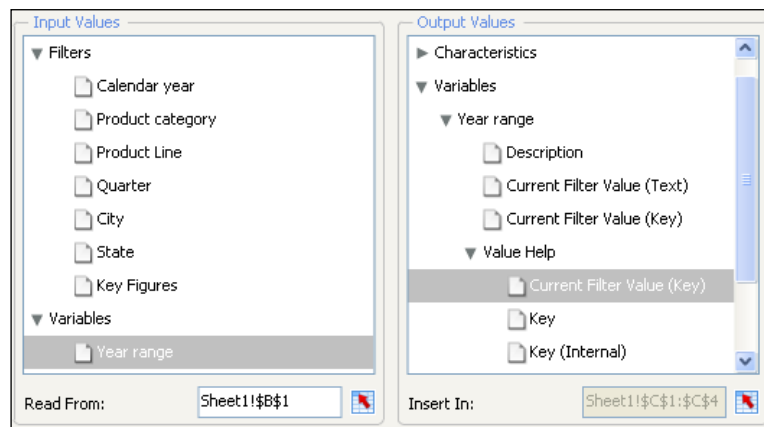 Input Values
Filters
Calendar year
Product category
Product Line
Quarter
City
State
Key Figures
Variables
Year range
Read From:
Sheet1!$B$1
Output Values
Characteristics
Variables
Year range
Description
Current Filter Value (Text)
Current Filter Value (Key)
Value Help
Current Filter Value (Key)
Key
Key (Internal)
Insert In:
Sheet1!$C$1:$C$4